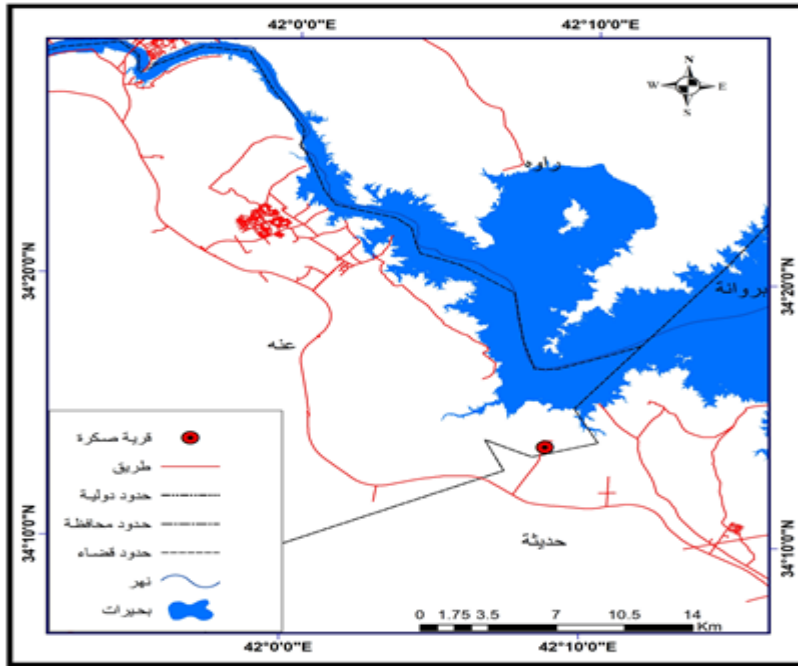 42°0'0"E 42°10'0"E
N
W E
S
راوه
34°20'0"N 34°20'0"N
بروانة
عنه
قرية صكرة
طريق
حدود دولية
حدود محافظة
حدود قضاء
نهر
بحيرات
حديثة
34°10'0"N 34°10'0"N
0 1.75 3.5 7 10.5 14
Km
42°0'0"E 42°10'0"E